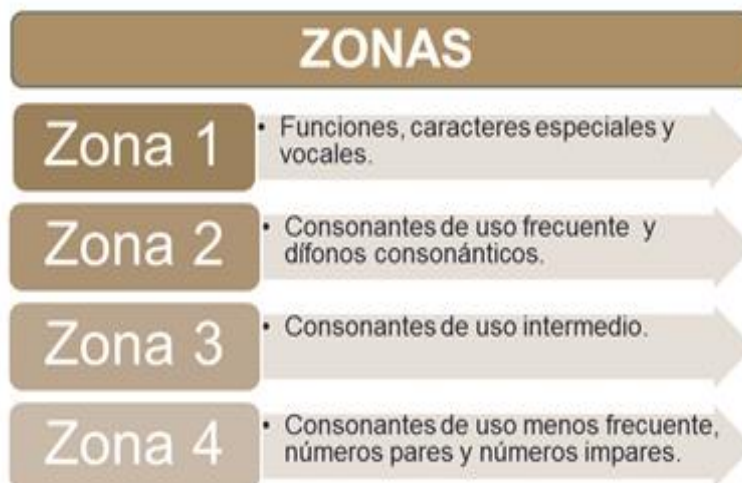 ZONAS
Zona 1
• Funciones, caracteres especiales y
vocales.
Zona 2
• Consonantes de uso frecuente y
dífonos consonánticos.
Zona 3
• Consonantes de uso intermedio.
Zona 4
• Consonantes de uso menos frecuente,
números pares y números impares.